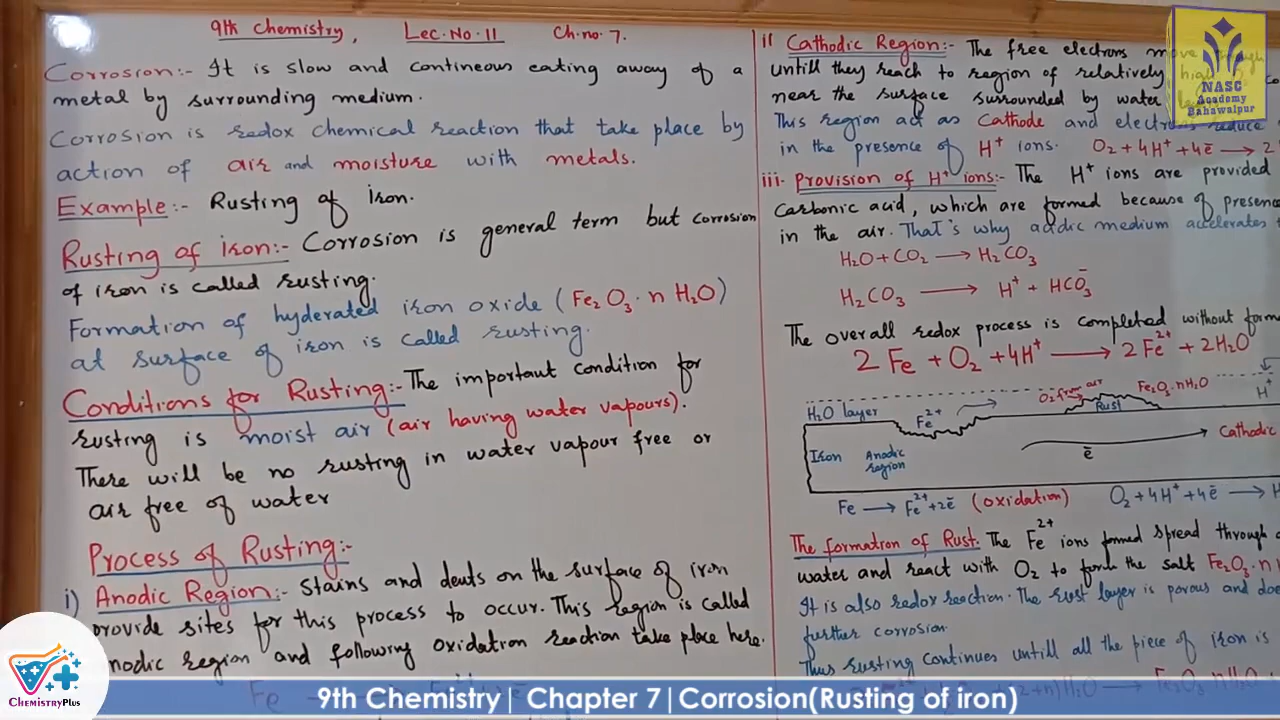 9th Chemistry, Lec.No.11 Ch.no.7.
Corrosion:- It is slow and contineous eating away of a
metal by surrounding medium.
Corrosion is redox chemical reaction that take place by
action of air and moisture with metals.
Example:- Rusting of Iron.
Rusting of iron:- Corrosion is general term but corrosion
of iron is called rusting.
Formation of hyderated iron oxide (Fe2O3.nH2O)
at surface of iron is called rusting.
Conditions for Rusting:- The important condition for
rusting is moist air (air having water vapours).
There will be no rusting in water vapour free or
air free of water
Process of Rusting:-
i) Anodic Region:- Stains and dents on the surface of iron
provide sites for this process to occur. This region is called
anodic region and following oxidation reaction take place here.
Fe
ii Cathodic Region:- The free electrons
untill they reach to region of relatively
near the surface surrounded by water
This region act as Cathode and
in the presence of H+ ions. O2 + 4H+ + 4ē → 2
iii. Provision of H+ ions:- The H+ ions are provided
Carbonic acid, which are formed because of
in the air. That's why acidic medium accelerates
H2O + CO2 → H2CO3
H2CO3 → H+ + HCO3-
The overall redox process is completed without
2Fe + O2 + 4H+ → 2Fe2+ + 2H2O
O2 from air Fe2O3.nH2O
H2O layer Fe2+ Rust H+
Iron Anodic region ē Cathodic
Fe → Fe2+ + 2ē (oxidation) O2 + 4H+ + 4ē →
The formation of Rust. The Fe2+ ions formed spread through
water and react with O2 to form the salt Fe2O3.n
It is also redox reaction. The rust layer is porous and
further corrosion.
Thus rusting continues untill all the piece of iron is
(2+n)H2O → Fe2O3.nH2O
NASC
Academy
Bahawalpur
ChemistryPlus
9th Chemistry| Chapter 7|Corrosion(Rusting of iron)